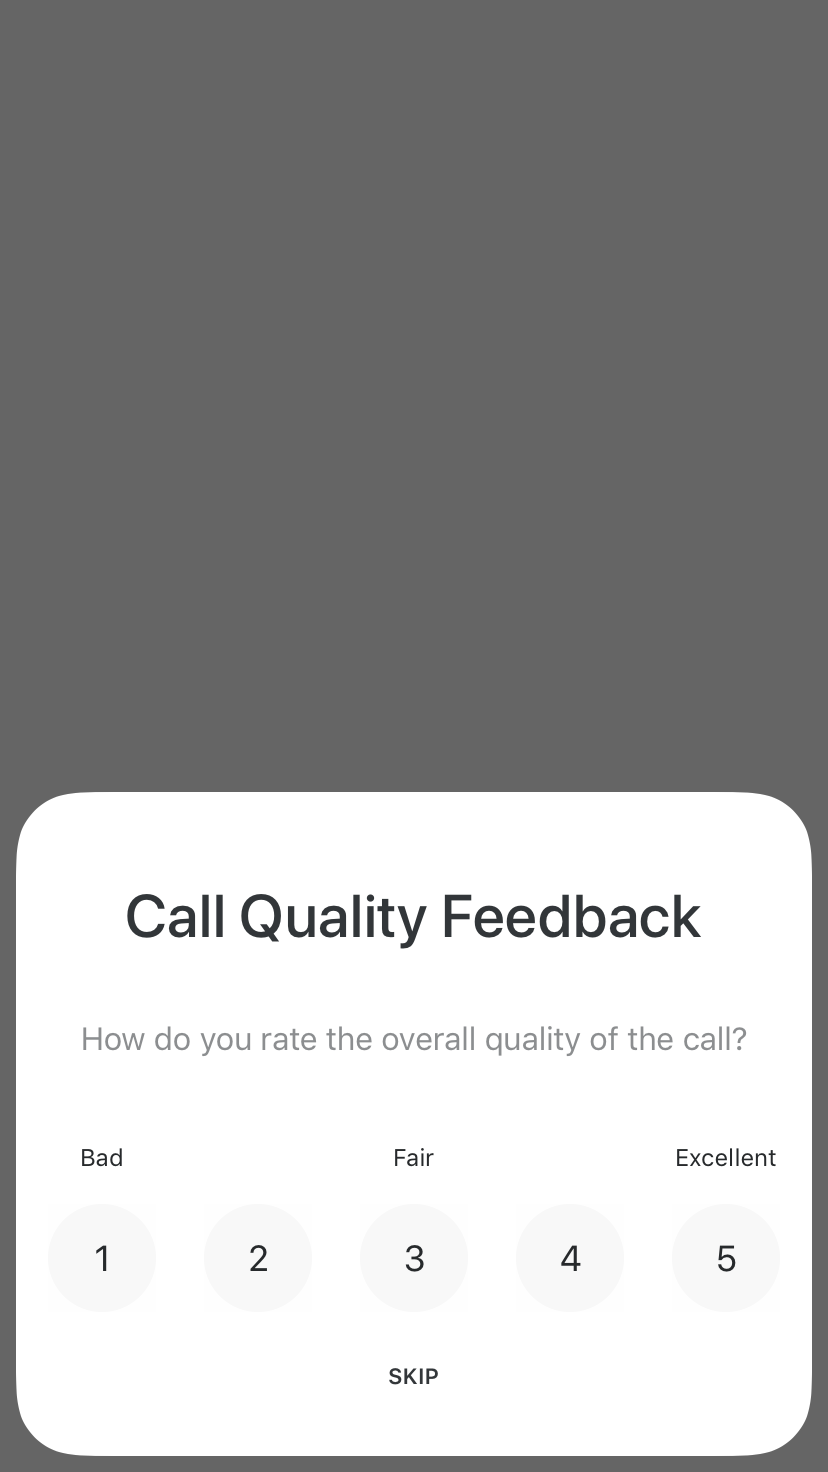 Call Quality Feedback
How do you rate the overall quality of the call?
Bad Fair Excellent
1 2 3 4 5
SKIP